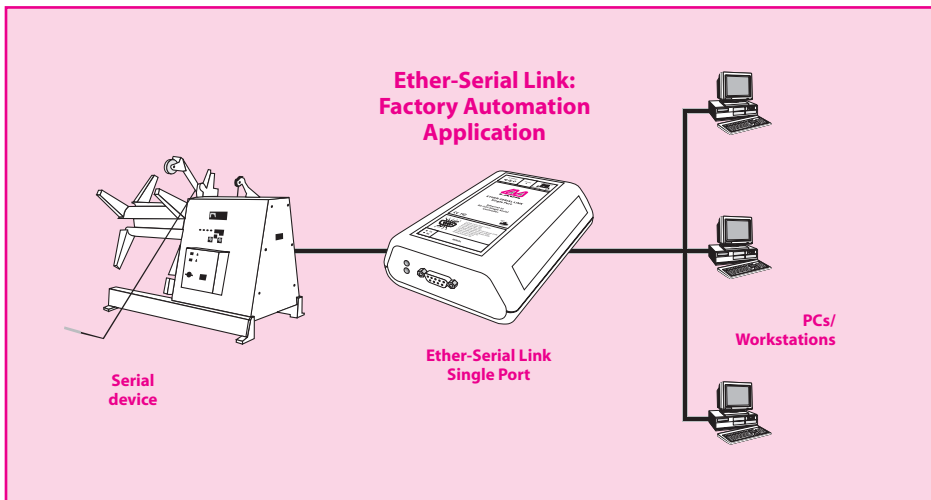 Ether-Serial Link:
Factory Automation
Application
Ether-Serial Link
Single Port
Serial
device
PCs/
Workstations